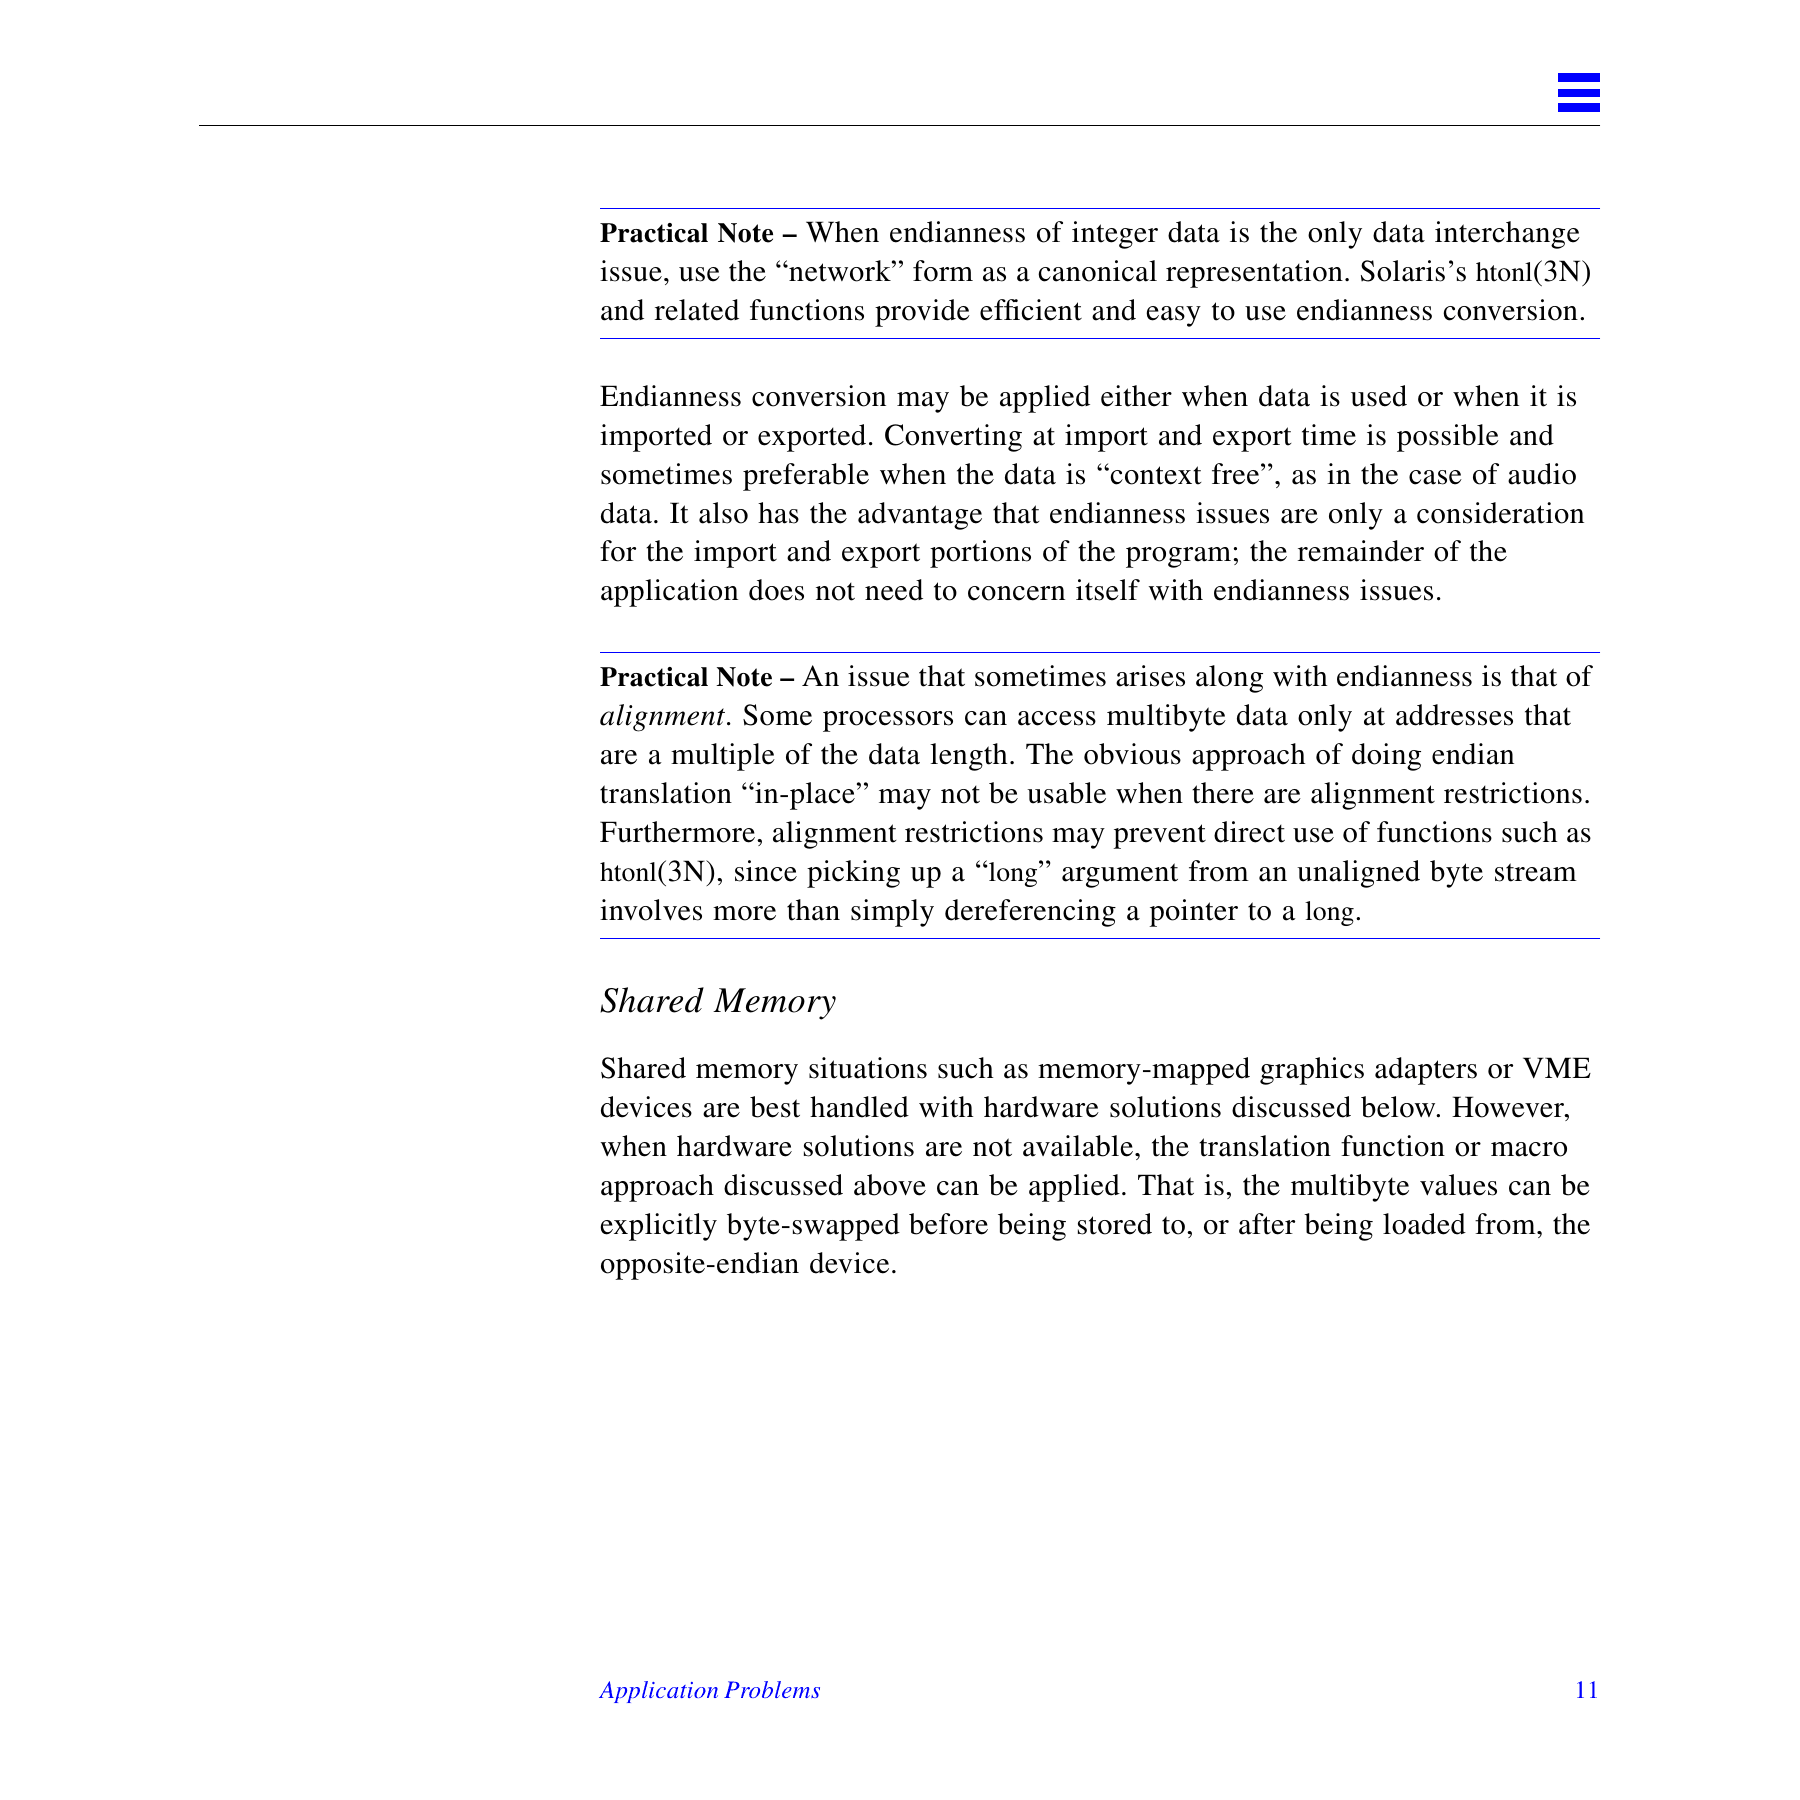 Practical Note – When endianness of integer data is the only data interchange
issue, use the “network” form as a canonical representation. Solaris’s htonl(3N)
and related functions provide efficient and easy to use endianness conversion.
Endianness conversion may be applied either when data is used or when it is
imported or exported. Converting at import and export time is possible and
sometimes preferable when the data is “context free”, as in the case of audio
data. It also has the advantage that endianness issues are only a consideration
for the import and export portions of the program; the remainder of the
application does not need to concern itself with endianness issues.
Practical Note – An issue that sometimes arises along with endianness is that of
alignment. Some processors can access multibyte data only at addresses that
are a multiple of the data length. The obvious approach of doing endian
translation “in-place” may not be usable when there are alignment restrictions.
Furthermore, alignment restrictions may prevent direct use of functions such as
htonl(3N), since picking up a “long” argument from an unaligned byte stream
involves more than simply dereferencing a pointer to a long.
Shared Memory
Shared memory situations such as memory-mapped graphics adapters or VME
devices are best handled with hardware solutions discussed below. However,
when hardware solutions are not available, the translation function or macro
approach discussed above can be applied. That is, the multibyte values can be
explicitly byte-swapped before being stored to, or after being loaded from, the
opposite-endian device.
Application Problems 11